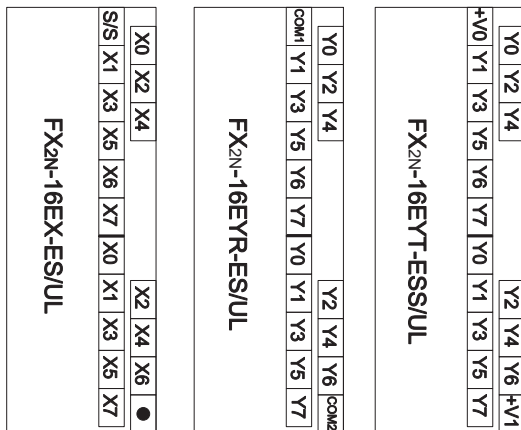 Y0 Y2 Y4 Y2 Y4 Y6 +V1
+V0 Y1 Y3 Y5 Y6 Y7 Y0 Y1 Y3 Y5 Y7
FX2N-16EYT-ESS/UL
Y0 Y2 Y4 Y2 Y4 Y6 COM2
COM1 Y1 Y3 Y5 Y6 Y7 Y0 Y1 Y3 Y5 Y7
FX2N-16EYR-ES/UL
X0 X2 X4 X2 X4 X6 ●
S/S X1 X3 X5 X6 X7 X0 X1 X3 X5 X7
FX2N-16EX-ES/UL